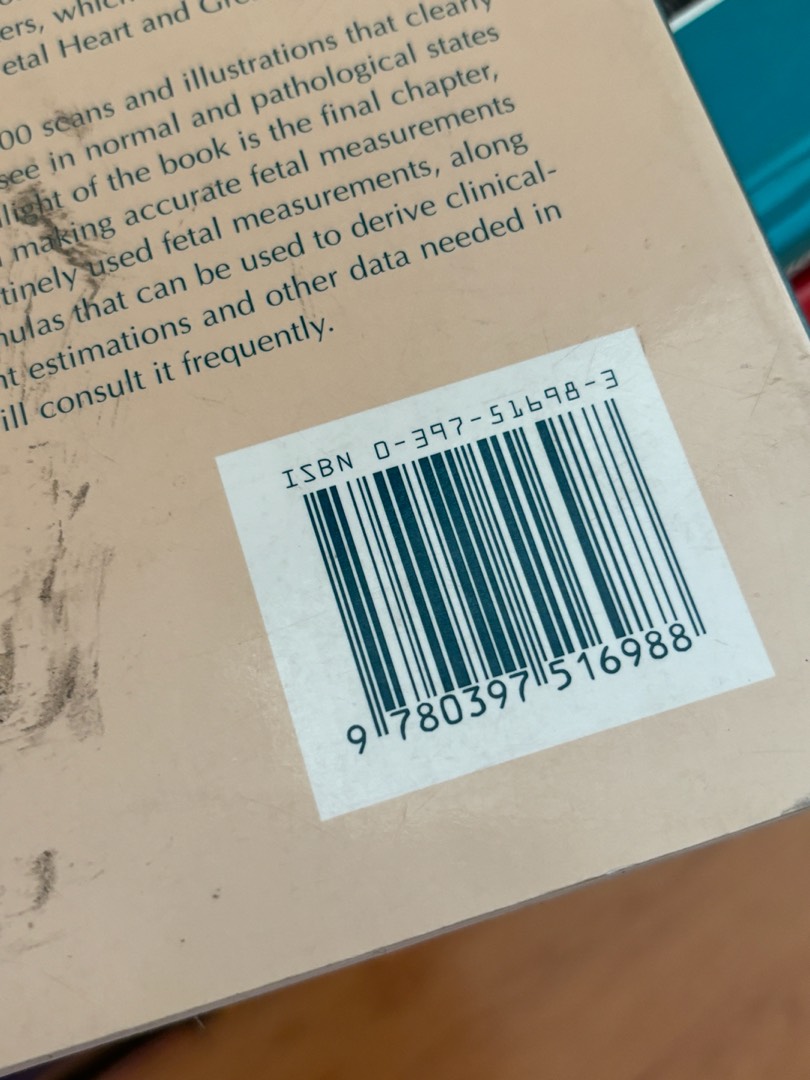 ers, which
etal Heart and Gre
00 scans and illustrations that clearly
see in normal and pathological states
light of the book is the final chapter,
making accurate fetal measurements
tinely used fetal measurements, along
nulas that can be used to derive clinical-
nt estimations and other data needed in
ill consult it frequently.
ISBN 0-397-51698-3
9 780397 516988